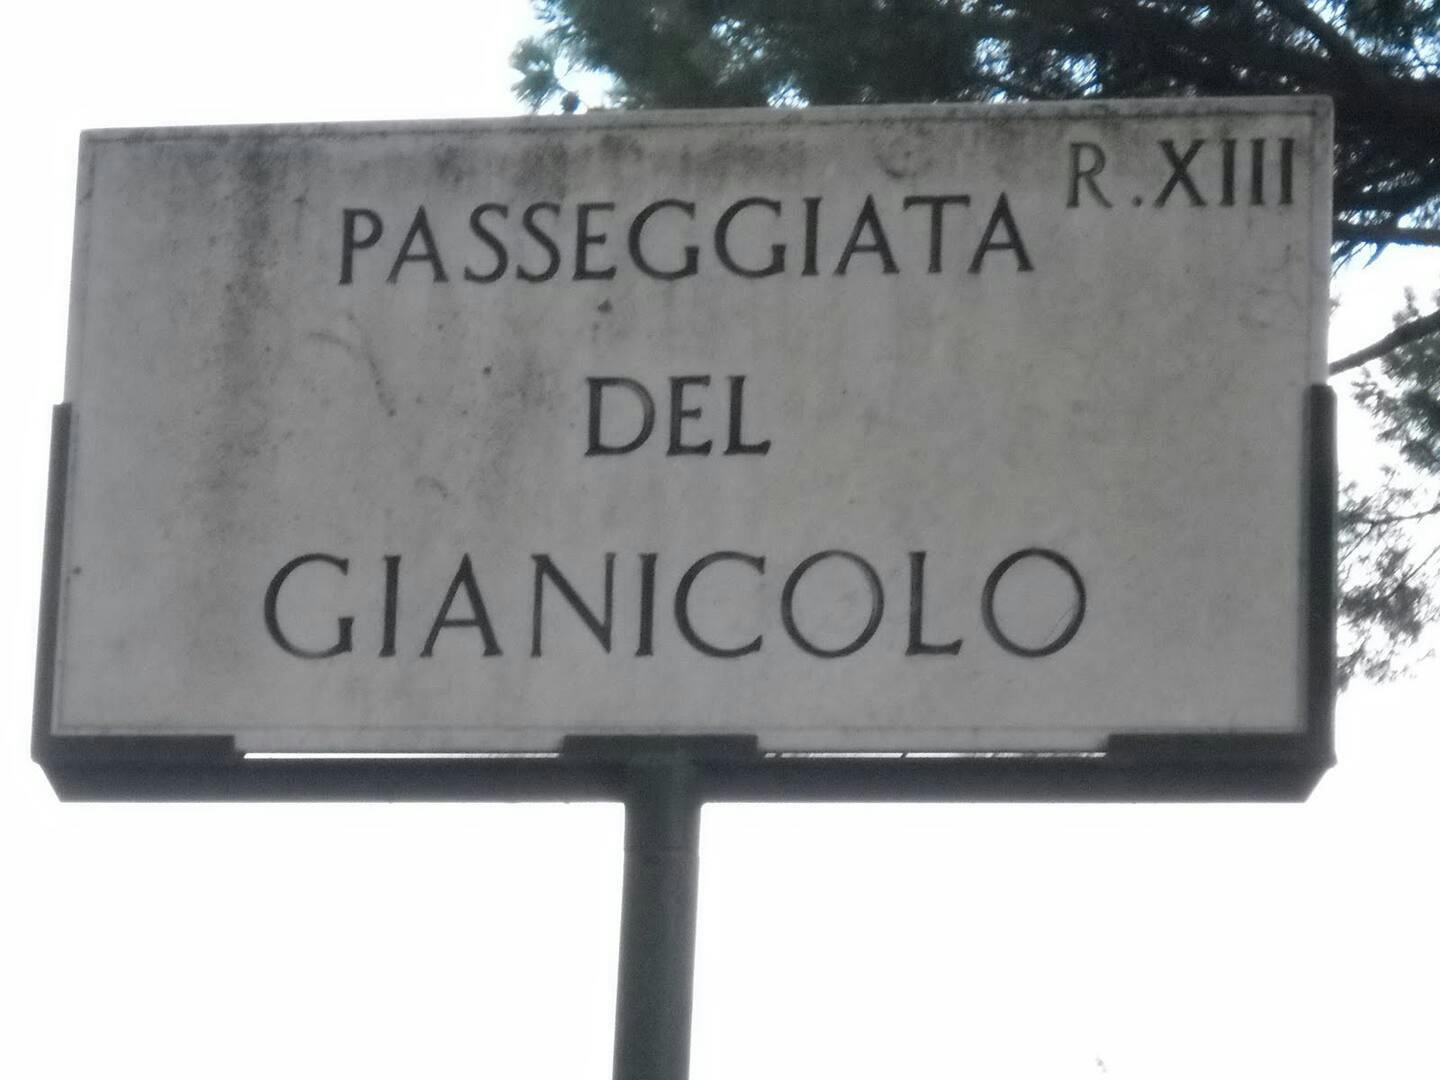 R.XIII
PASSEGGIATA
DEL
GIANICOLO